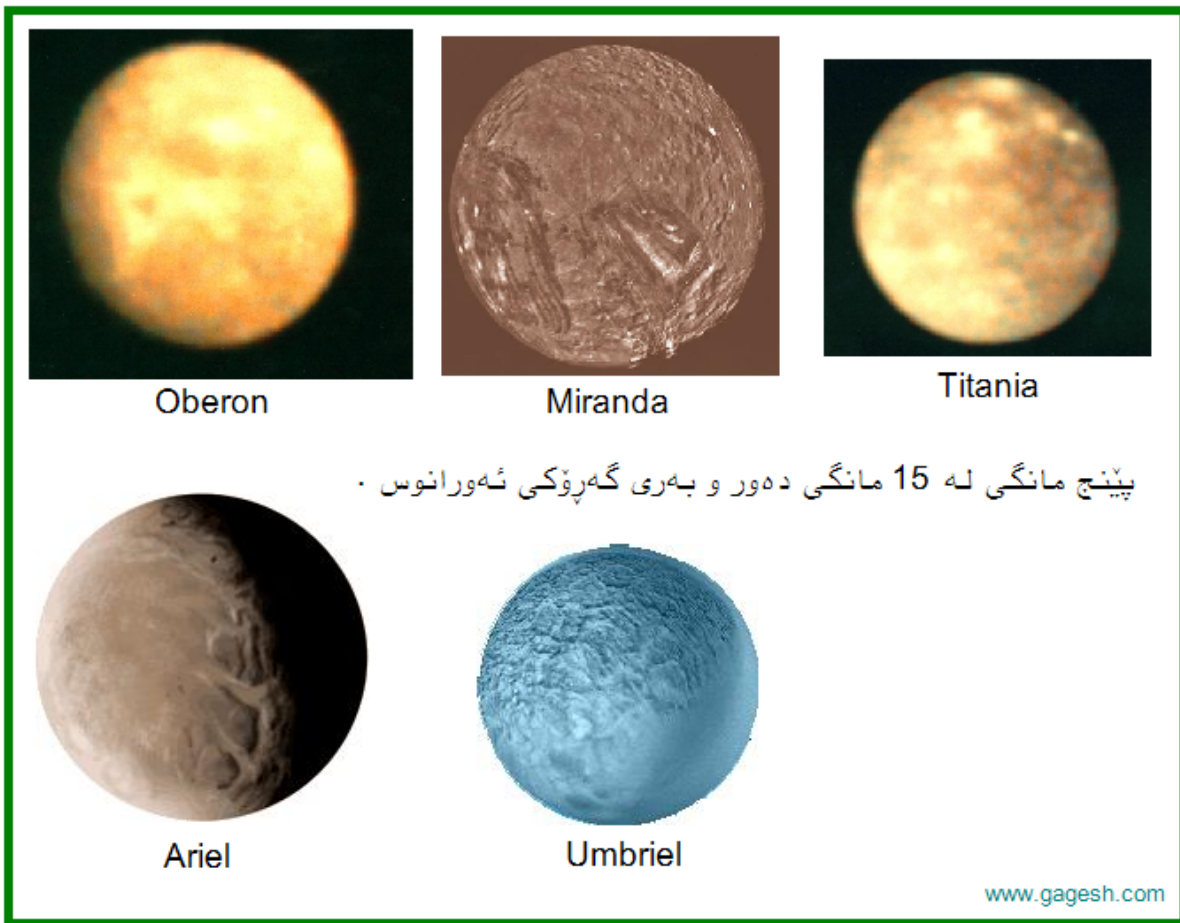 Oberon
Miranda
Titania
پێنج مانگی لە 15 مانگی دەور و بەری گەڕۆکی ئەورانوس .
Ariel
Umbriel
www.gagesh.com